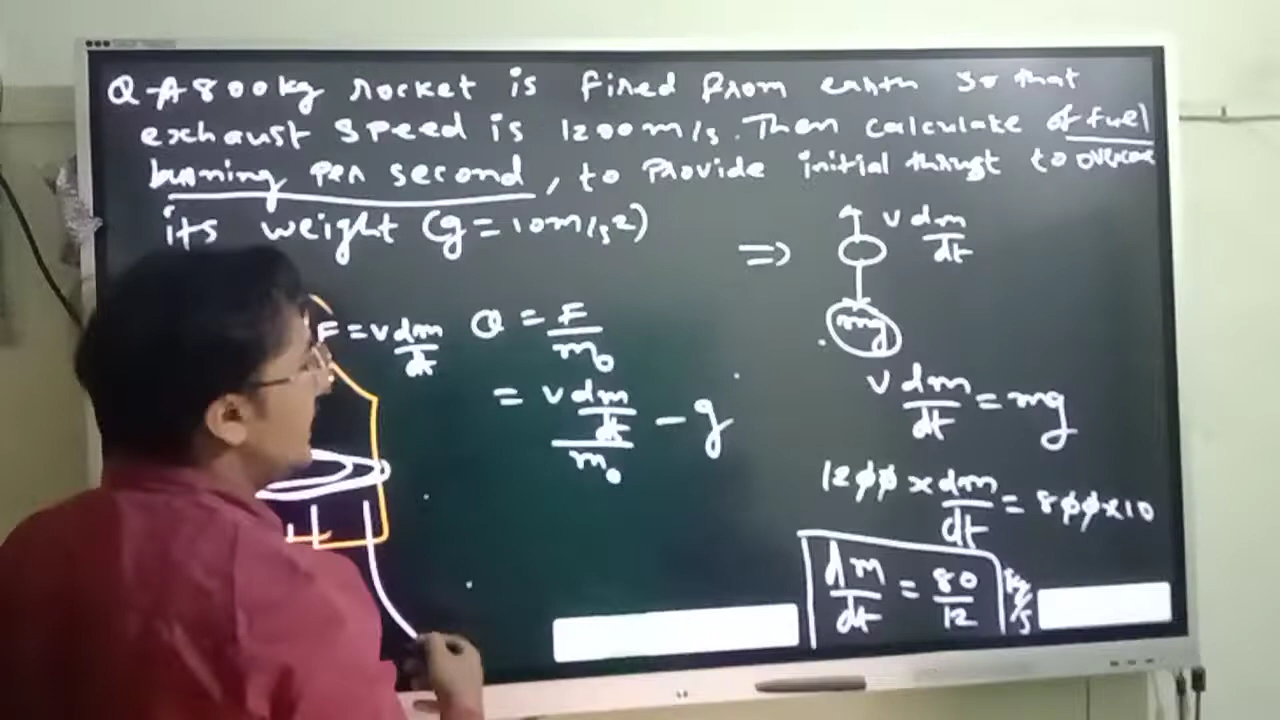 Q-A 800kg rocket is fired from earth so that
exhaust speed is 1200m/s. Then calculate of fuel
burning per second, to provide initial thrust to overcome
its weight (g=10m/s2)
F = v dm/dt
a = F/m0
= v dm/dt / m0 - g
=> v dm/dt
mg
v dm/dt = mg
1200 x dm/dt = 800x10
dm/dt = 80/12 kg/s